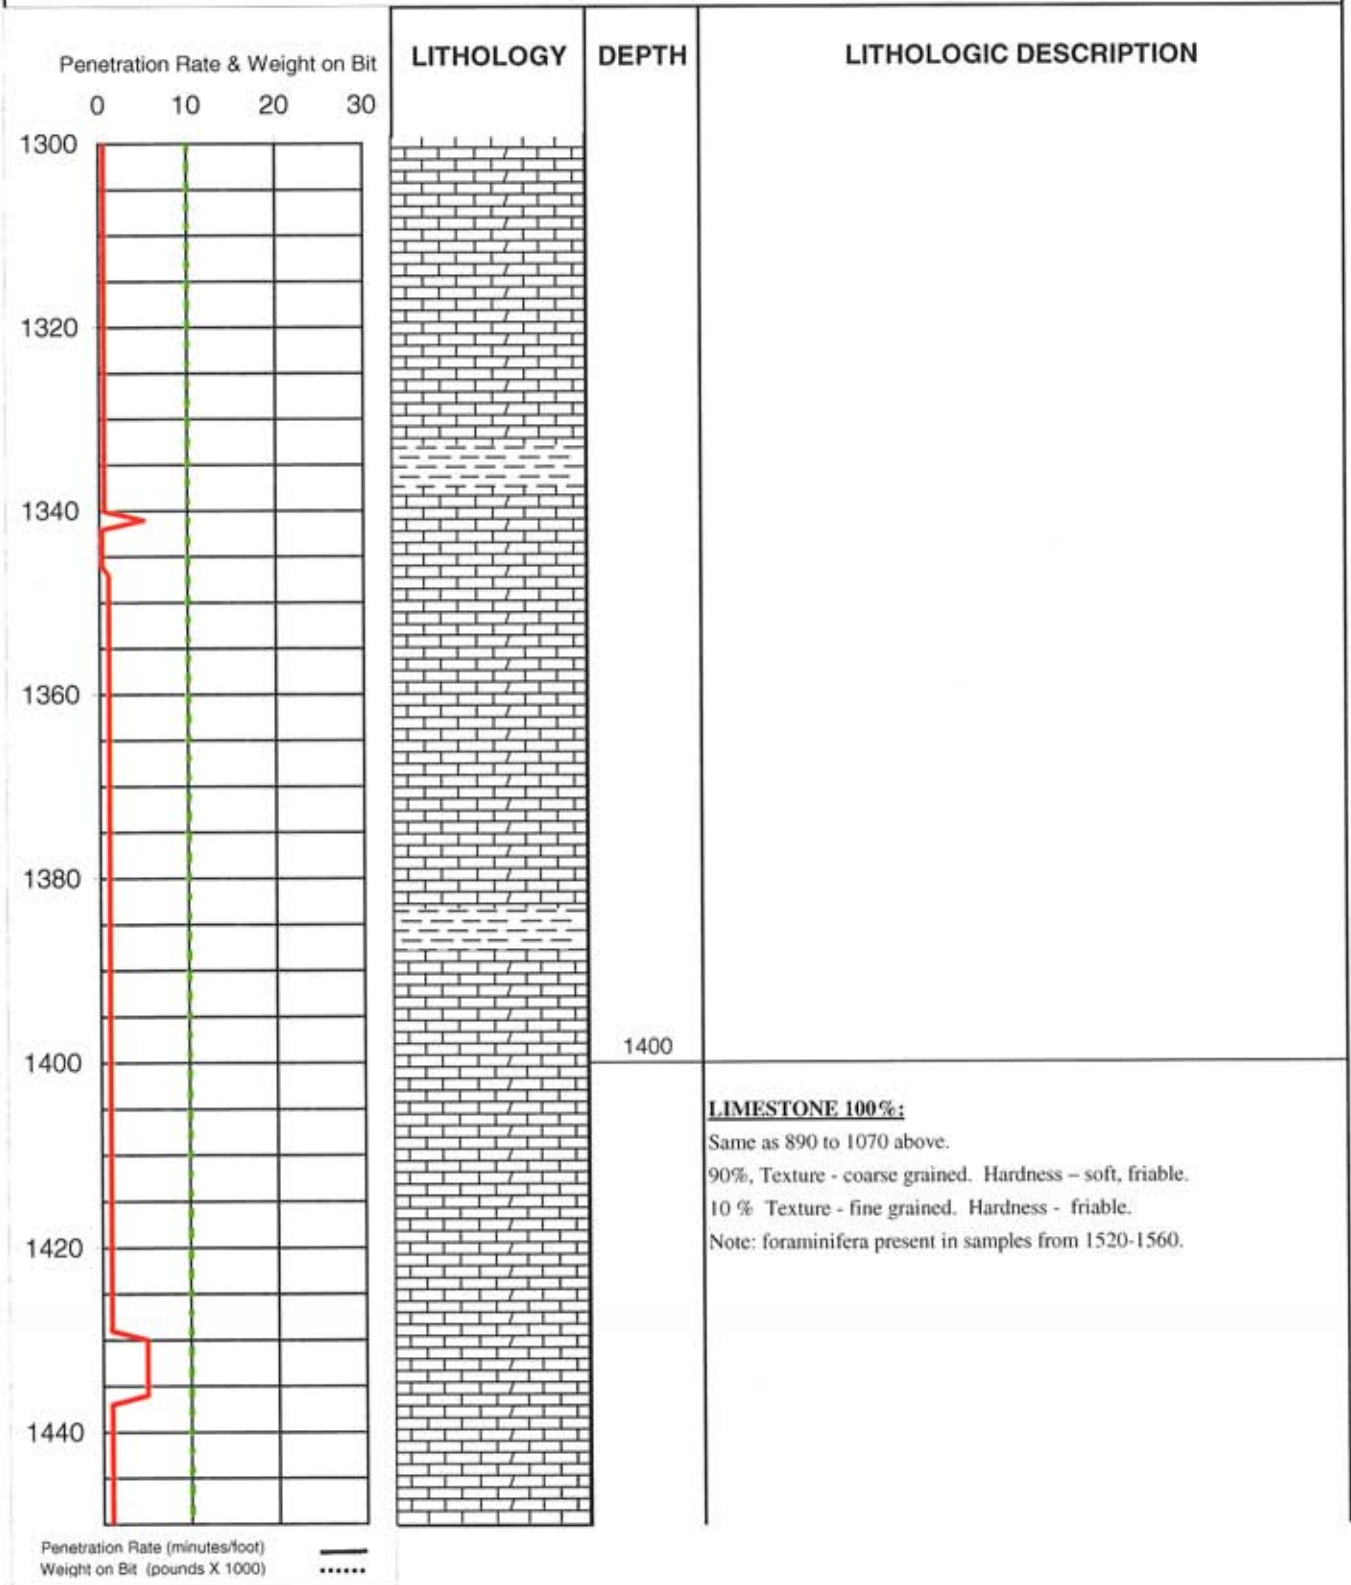 Penetration Rate & Weight on Bit
0 10 20 30
LITHOLOGY
DEPTH
LITHOLOGIC DESCRIPTION
1300
1320
1340
1360
1380
1400
1420
1440
1400
LIMESTONE 100%:
Same as 890 to 1070 above.
90%, Texture - coarse grained. Hardness – soft, friable.
10 % Texture - fine grained. Hardness - friable.
Note: foraminifera present in samples from 1520-1560.
Penetration Rate (minutes/foot)
Weight on Bit (pounds X 1000)